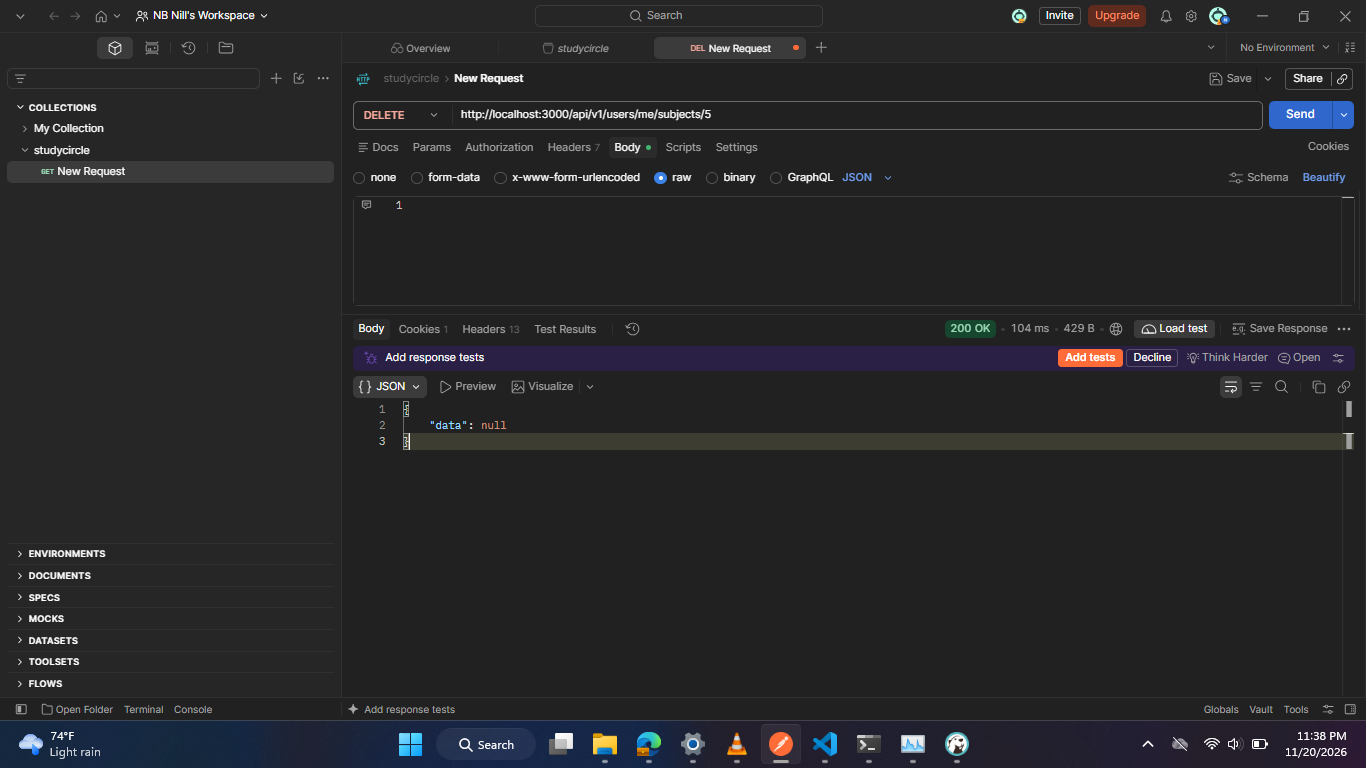 NB Nill's Workspace
Search
Invite
Upgrade
Overview
studycircle
DEL New Request
No Environment
HTTP
studycircle > New Request
Save
Share
COLLECTIONS
My Collection
studycircle
GET New Request
DELETE
http://localhost:3000/api/v1/users/me/subjects/5
Send
Docs
Params
Authorization
Headers 7
Body
Scripts
Settings
Cookies
none
form-data
x-www-form-urlencoded
raw
binary
GraphQL
JSON
Schema
Beautify
1
Body
Cookies 1
Headers 13
Test Results
200 OK
104 ms
429 B
Load test
e.g. Save Response
Add response tests
Add tests
Decline
Think Harder
Open
{ } JSON
Preview
Visualize
1 {
2 "data": null
3 }
ENVIRONMENTS
DOCUMENTS
SPECS
MOCKS
DATASETS
TOOLSETS
FLOWS
Open Folder
Terminal
Console
Add response tests
Globals
Vault
Tools
74°F
Light rain
Search
11:38 PM
11/20/2026